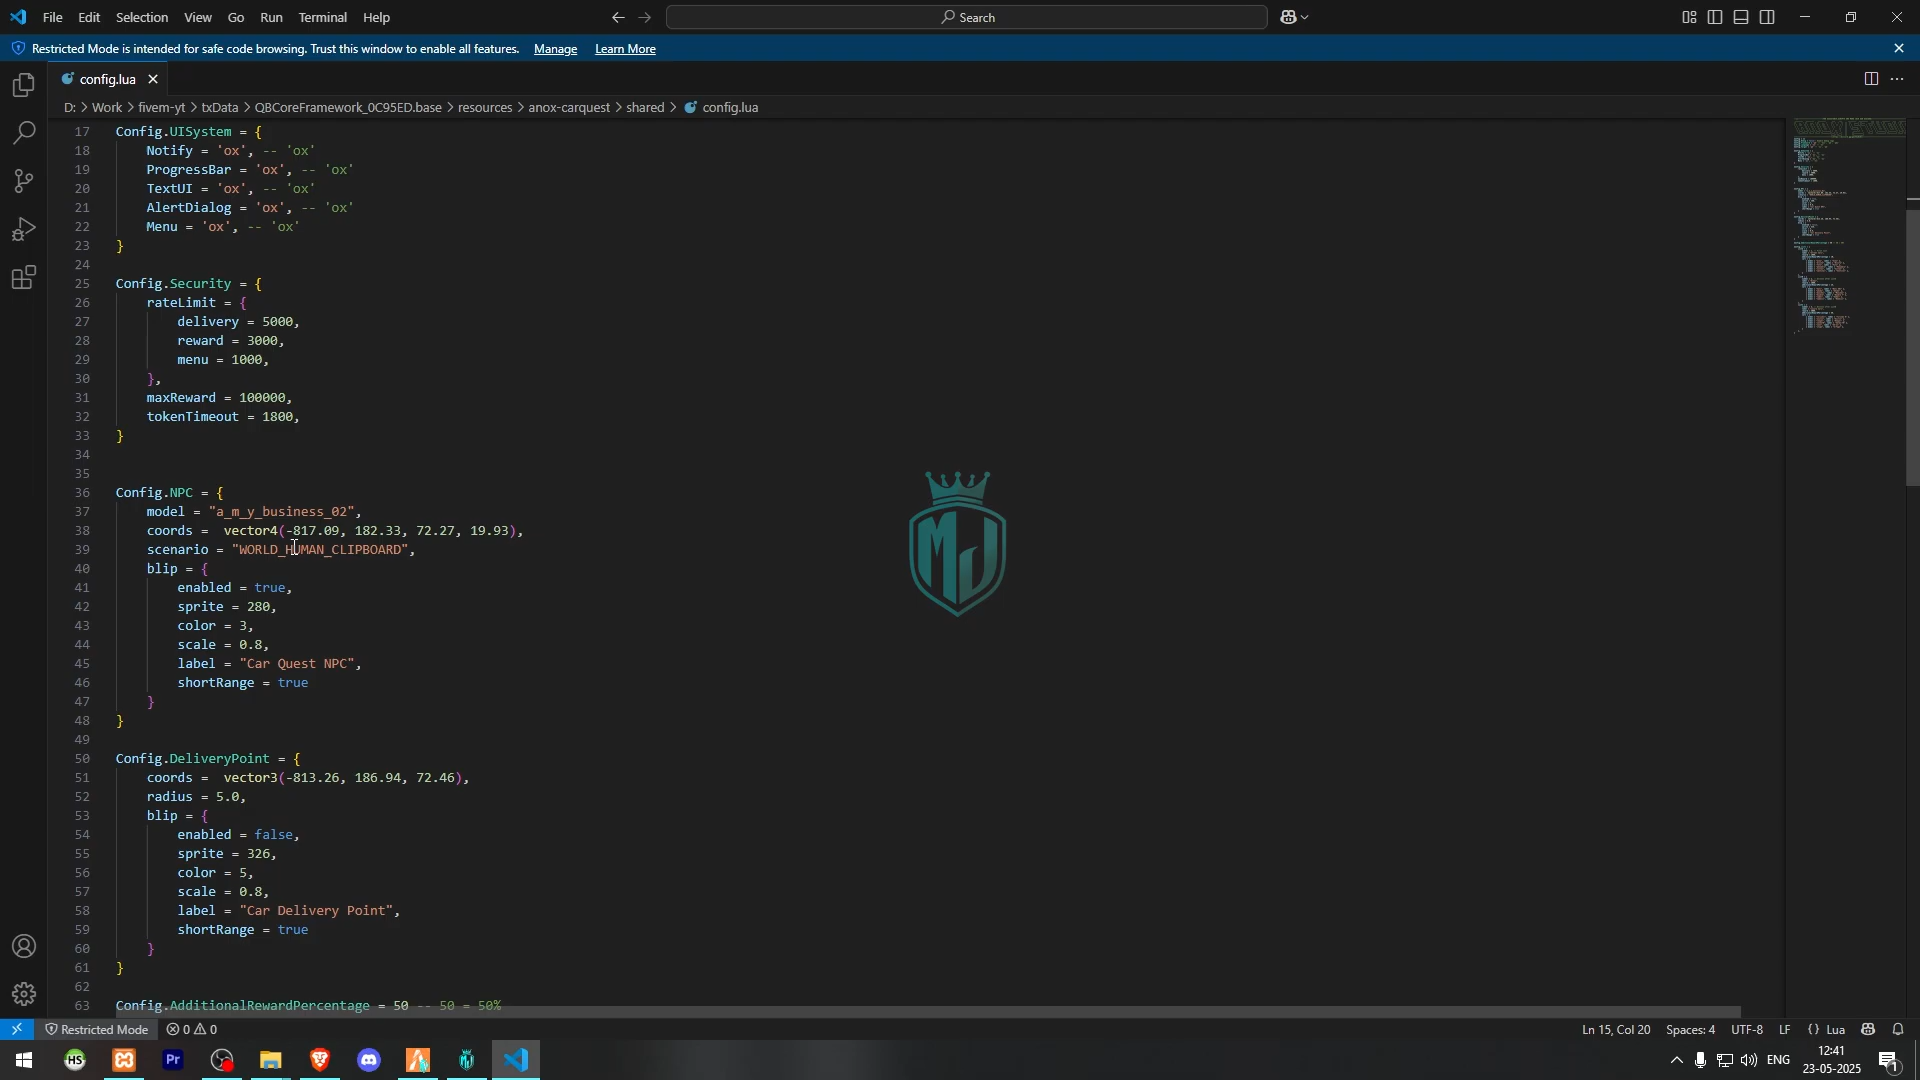 File Edit Selection View Go Run Terminal Help
Search
Restricted Mode is intended for safe code browsing. Trust this window to enable all features. Manage Learn More
config.lua
D: > Work > fivem-yt > txData > QBCoreFramework_0C95ED.base > resources > anox-carquest > shared > config.lua
17 Config.UISystem = {
18 Notify = 'ox', -- 'ox'
19 ProgressBar = 'ox', -- 'ox'
20 TextUI = 'ox', -- 'ox'
21 AlertDialog = 'ox', -- 'ox'
22 Menu = 'ox', -- 'ox'
23 }
24
25 Config.Security = {
26 rateLimit = {
27 delivery = 5000,
28 reward = 3000,
29 menu = 1000,
30 },
31 maxReward = 100000,
32 tokenTimeout = 1800,
33 }
34
35
36 Config.NPC = {
37 model = "a_m_y_business_02",
38 coords =  vector4(-817.09, 182.33, 72.27, 19.93),
39 scenario = "WORLD_HUMAN_CLIPBOARD",
40 blip = {
41 enabled = true,
42 sprite = 280,
43 color = 3,
44 scale = 0.8,
45 label = "Car Quest NPC",
46 shortRange = true
47 }
48 }
49
50 Config.DeliveryPoint = {
51 coords =  vector3(-813.26, 186.94, 72.46),
52 radius = 5.0,
53 blip = {
54 enabled = false,
55 sprite = 326,
56 color = 5,
57 scale = 0.8,
58 label = "Car Delivery Point",
59 shortRange = true
60 }
61 }
62
63 Config.AdditionalRewardPercentage = 50 -- 50 = 50%
MJ
Restricted Mode 0 0 Ln 15, Col 20 Spaces: 4 UTF-8 LF {} Lua
HS Pr ENG 12:41
23-05-2025 1